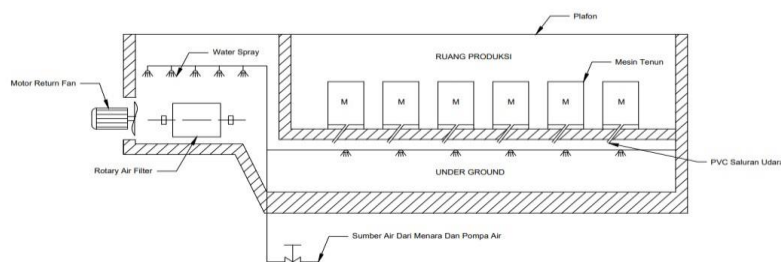 Plafon
Water Spray
RUANG PRODUKSI
Mesin Tenun
Motor Return Fan
M M M M M M
Rotary Air Filter
PVC Saluran Udara
UNDER GROUND
Sumber Air Dari Menara Dan Pompa Air